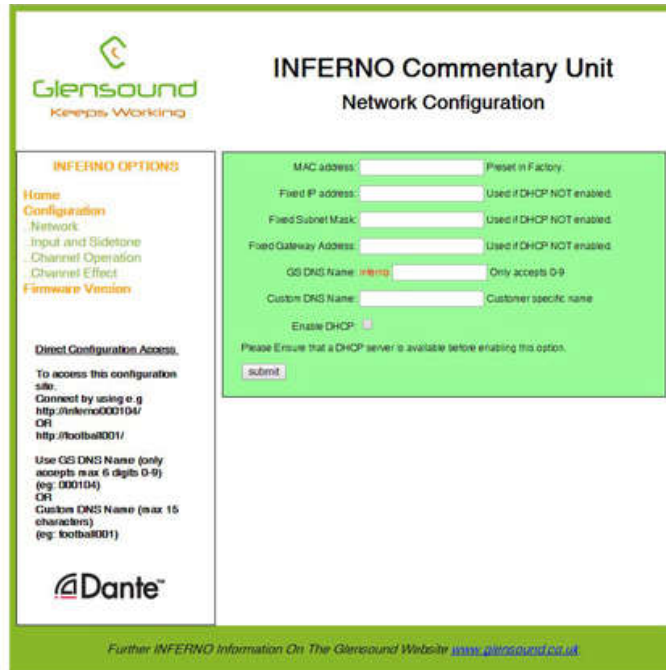 Glensound
Keeps Working
INFERNO Commentary Unit
Network Configuration
INFERNO OPTIONS
Home
Configuration
..Network
..Input and Sidetone
..Channel Operation
..Channel Effect
Firmware Version
Direct Configuration Access.
To access this configuration
site.
Connect by using e.g
http://inferno000104/
OR
http://football001/
Use GS DNS Name (only
accepts max 6 digits 0-9)
(eg: 000104)
OR
Custom DNS Name (max 15
characters)
(eg: football001)
Dante™
MAC address: Preset in Factory.
Fixed IP address: Used if DHCP NOT enabled.
Fixed Subnet Mask: Used if DHCP NOT enabled.
Fixed Gateway Address: Used if DHCP NOT enabled.
GS DNS Name: inferno Only accepts 0-9
Custom DNS Name: Customer specific name
Enable DHCP:
Please Ensure that a DHCP server is available before enabling this option.
submit
Further INFERNO Information On The Glensound Website www.glensound.co.uk